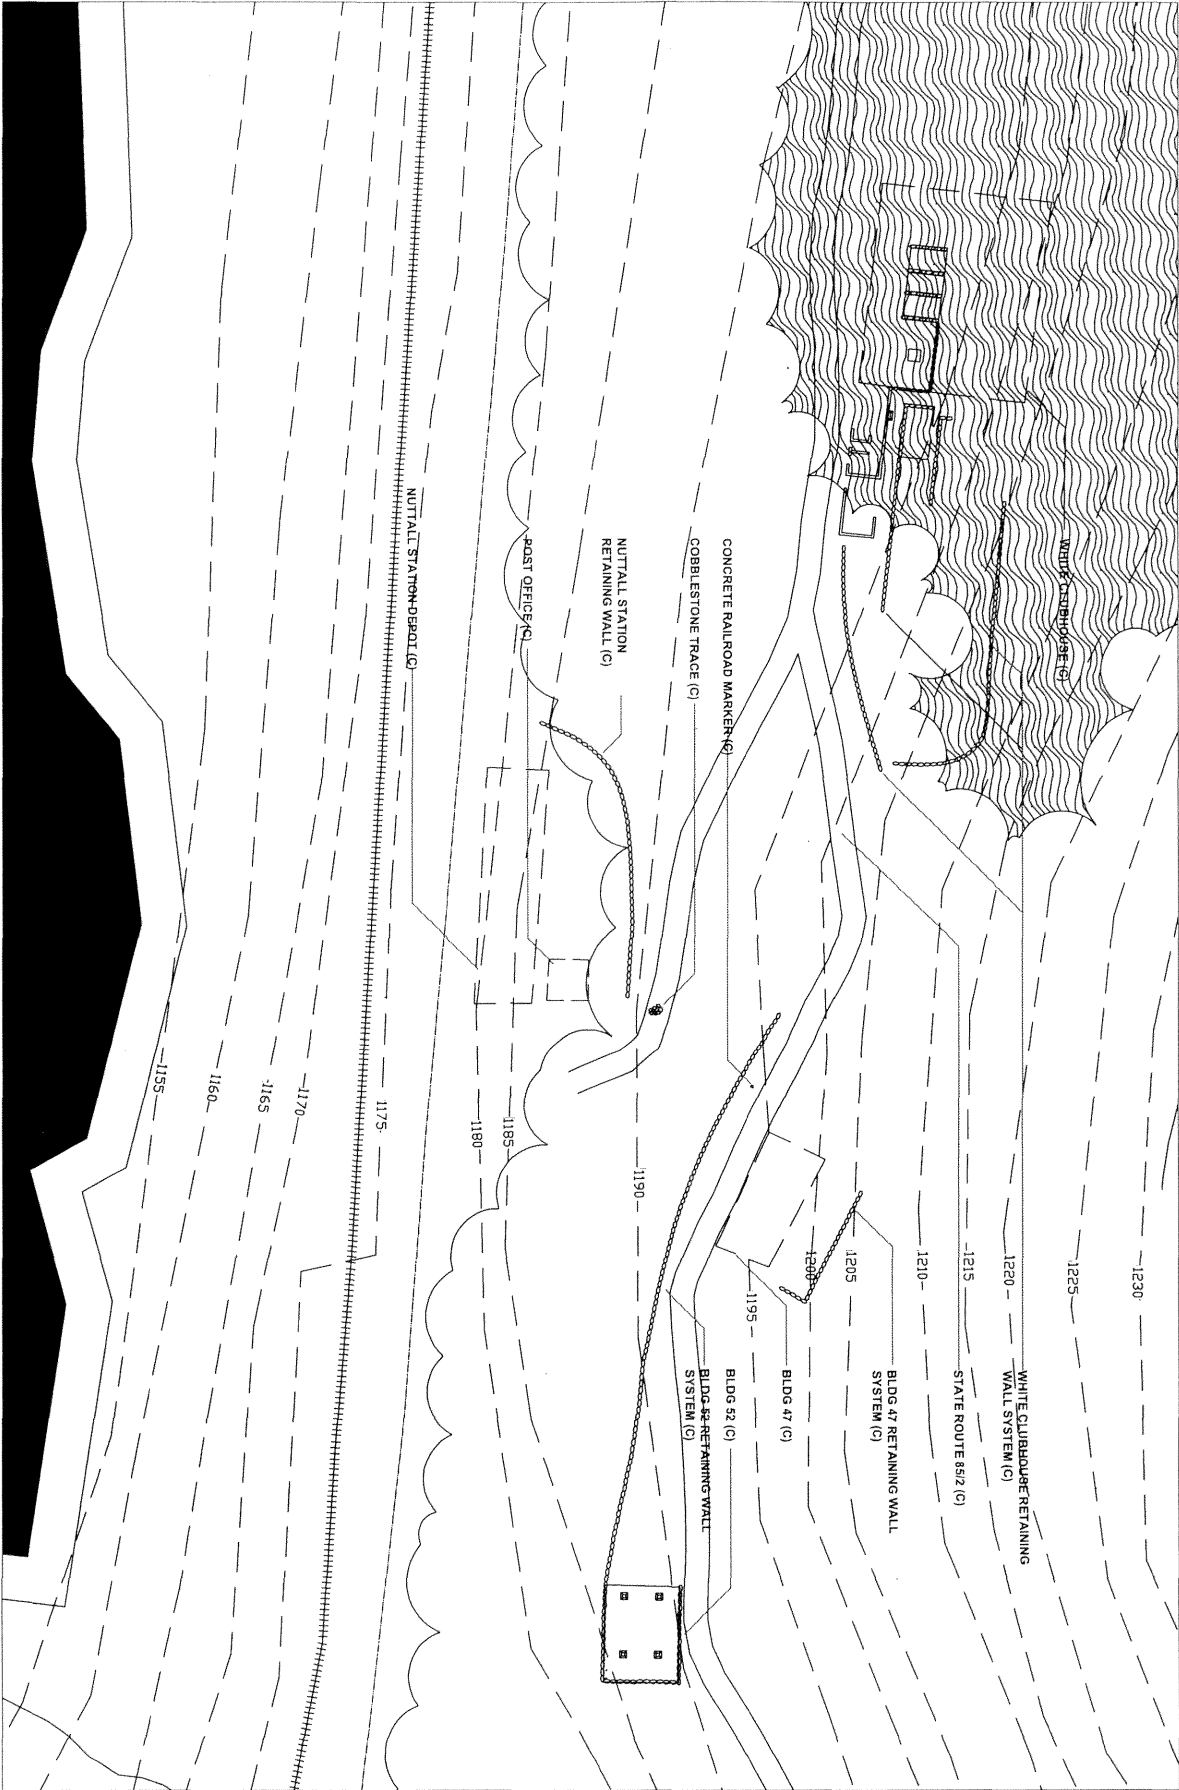 NUTTALL STATION DEPOT (C)
POST OFFICE (C)
NUTTALL STATION
RETAINING WALL (C)
COBBLESTONE TRACE (C)
CONCRETE RAILROAD MARKER (C)
WHITE CLUBHOUSE (C)
WHITE CLUBHOUSE RETAINING
WALL SYSTEM (C)
STATE ROUTE 85/2 (C)
BLDG 47 RETAINING WALL
SYSTEM (C)
BLDG 47 (C)
BLDG 52 (C)
BLDG 52 RETAINING WALL
SYSTEM (C)
1155
1160
1165
1170
1175
1180
1185
1190
1195
1200
1205
1210
1215
1220
1225
1230